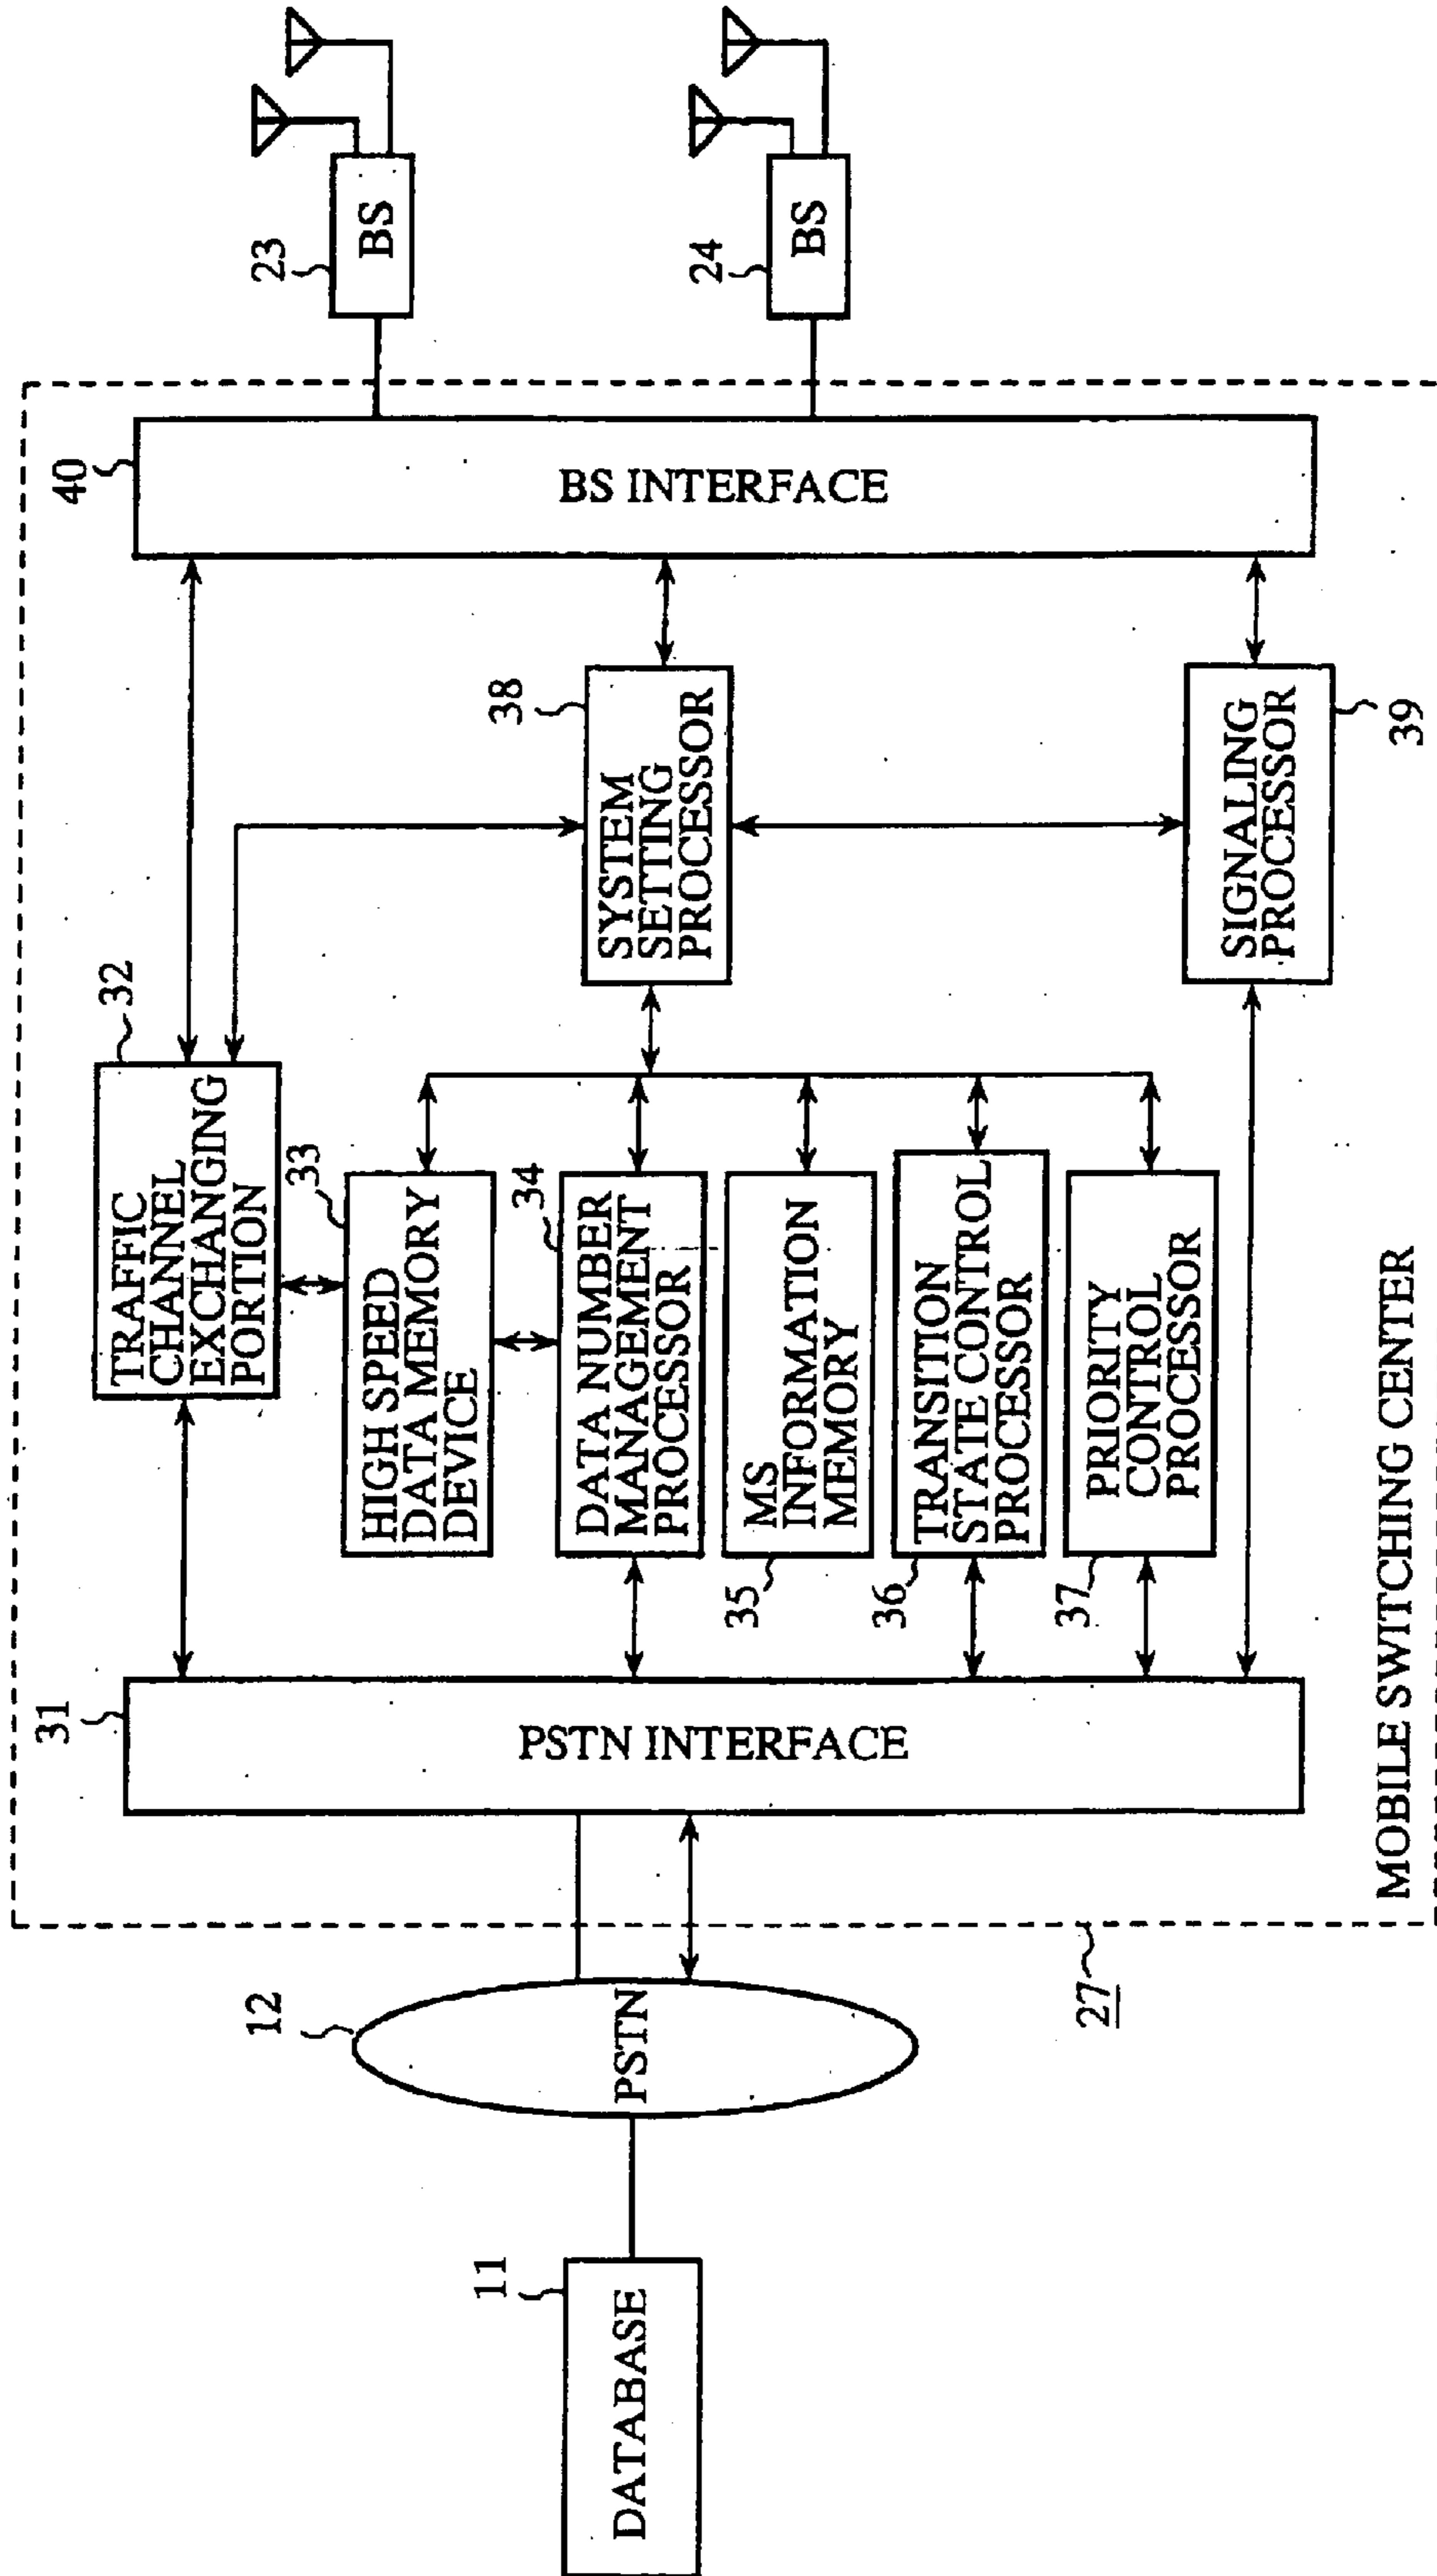 11
DATABASE
12
PSTN
27
MOBILE SWITCHING CENTER
31
PSTN INTERFACE
32
TRAFFIC
CHANNEL
EXCHANGING
PORTION
33
HIGH SPEED
DATA MEMORY
DEVICE
34
DATA NUMBER
MANAGEMENT
PROCESSOR
35
MS
INFORMATION
MEMORY
36
TRANSITION
STATE CONTROL
PROCESSOR
37
PRIORITY
CONTROL
PROCESSOR
38
SYSTEM
SETTING
PROCESSOR
39
SIGNALING
PROCESSOR
40
BS INTERFACE
23
BS
24
BS